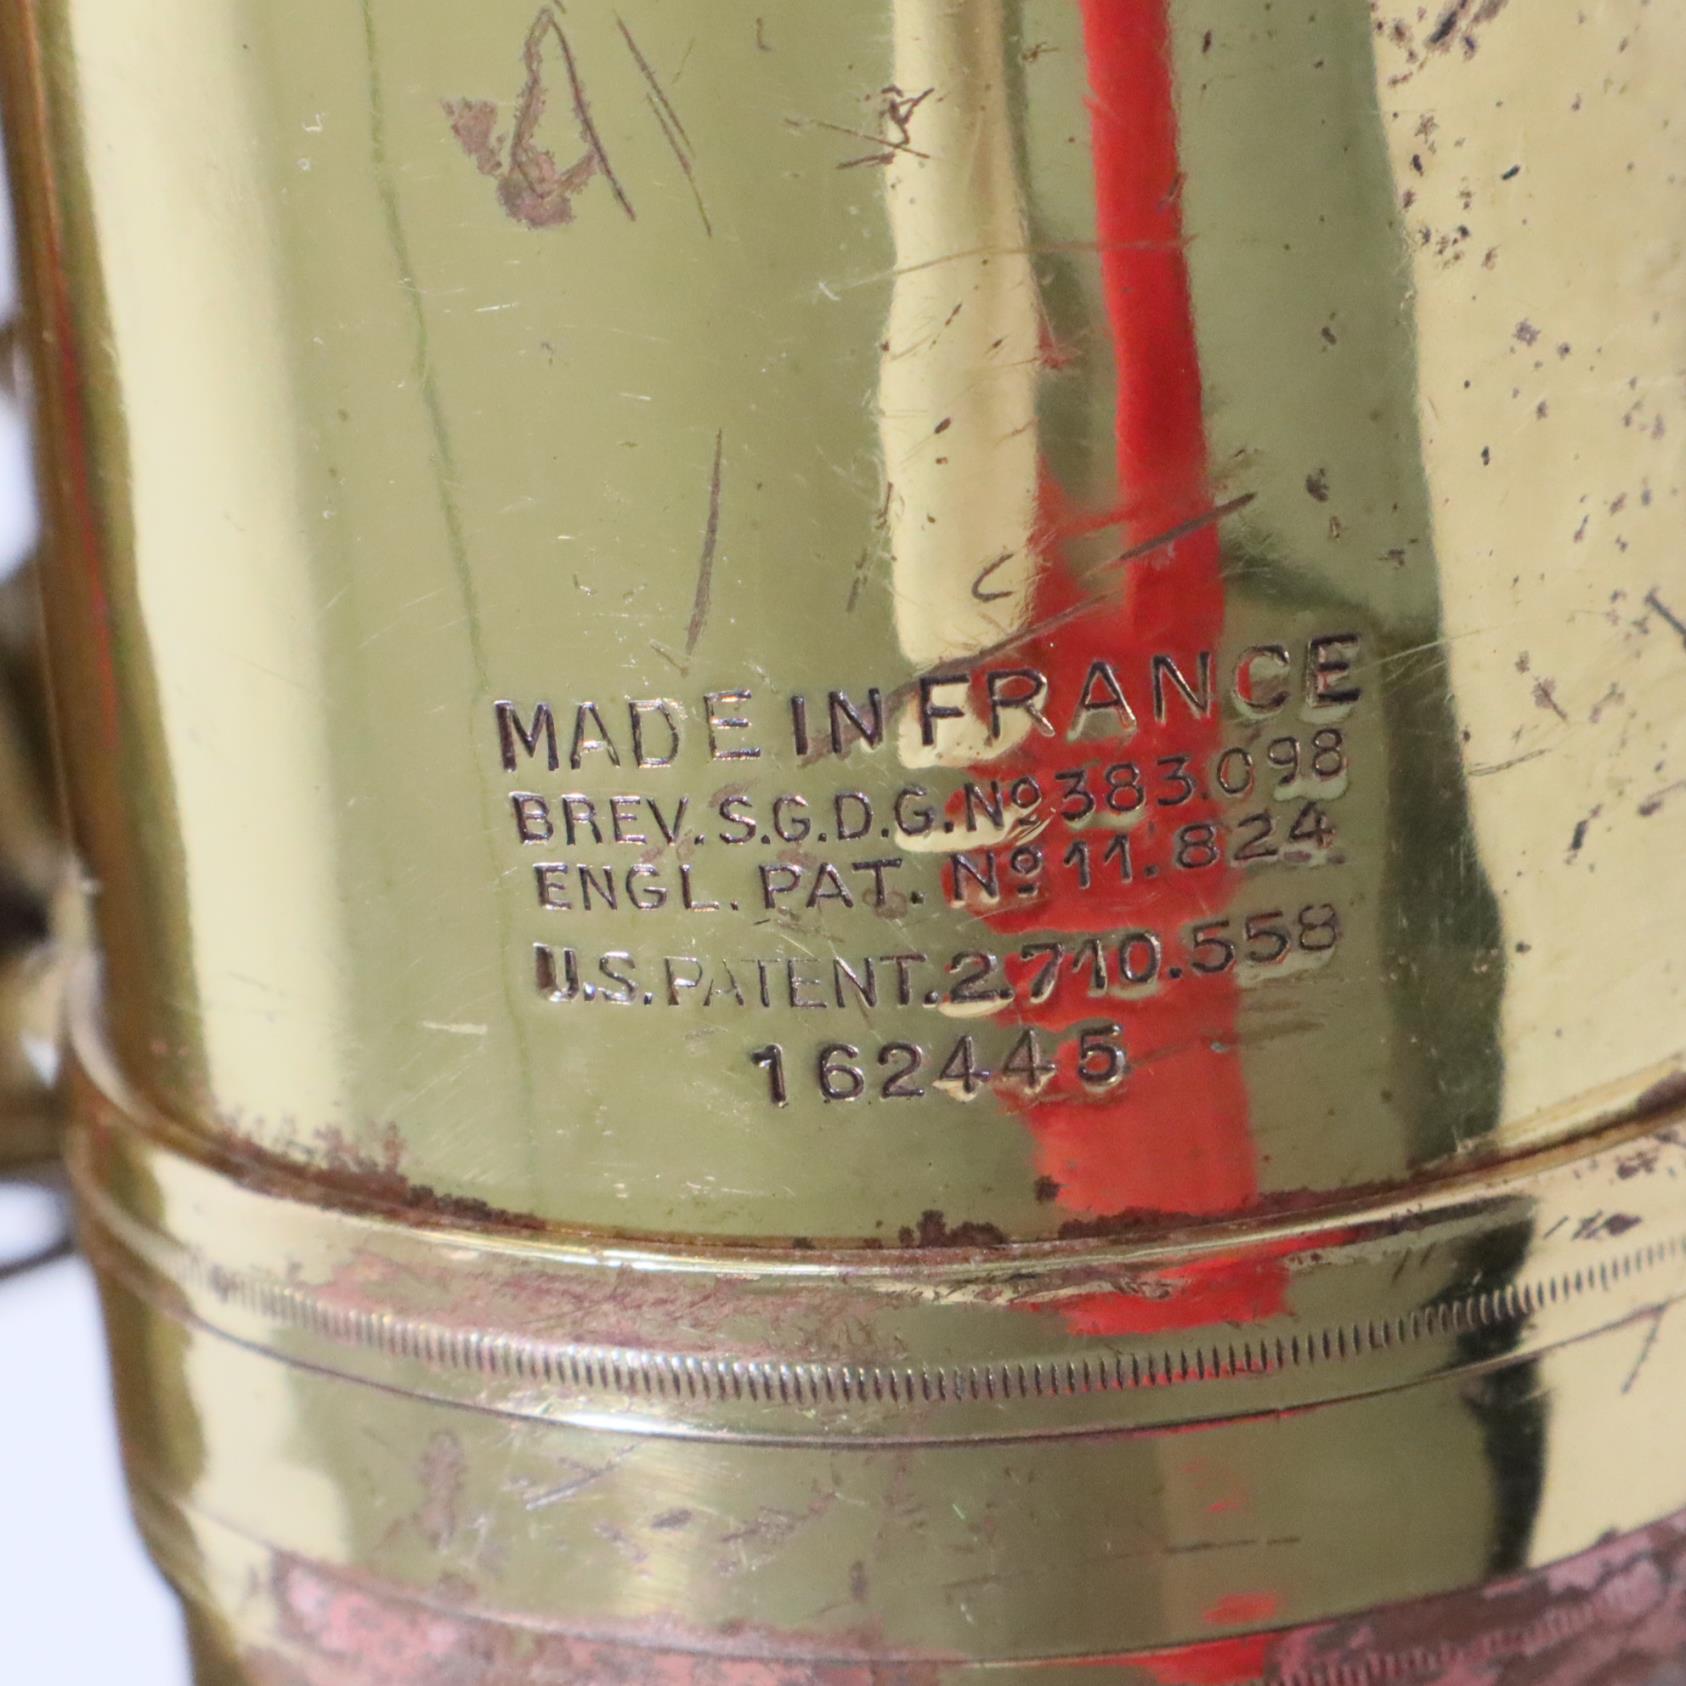 MADE IN FRANCE
BREV. S.G.D.G. Nº 383.098
ENGL. PAT. Nº 11.824
U.S. PATENT. 2.710.558
162445